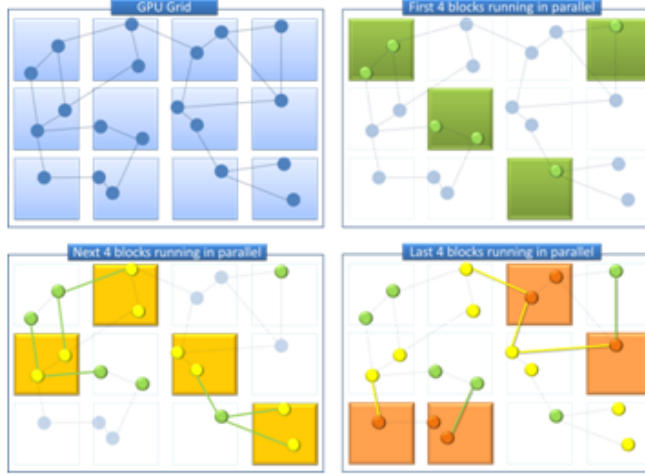 GPU Grid
First 4 blocks running in parallel
Next 4 blocks running in parallel
Last 4 blocks running in parallel